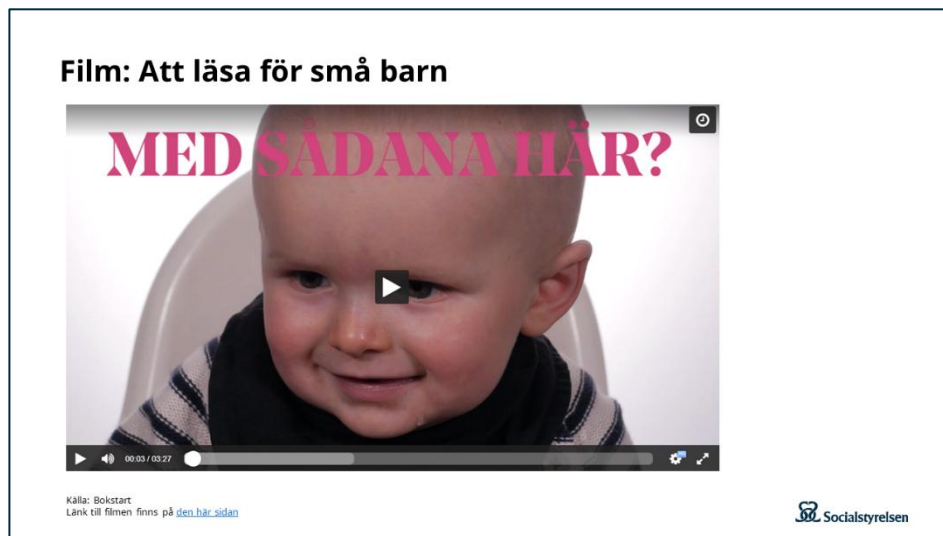 Film: Att läsa för små barn
MED SÅDANA HÄR?
00:03 / 03:27
Källa: Bokstart
Länk till filmen finns på den här sidan
Socialstyrelsen